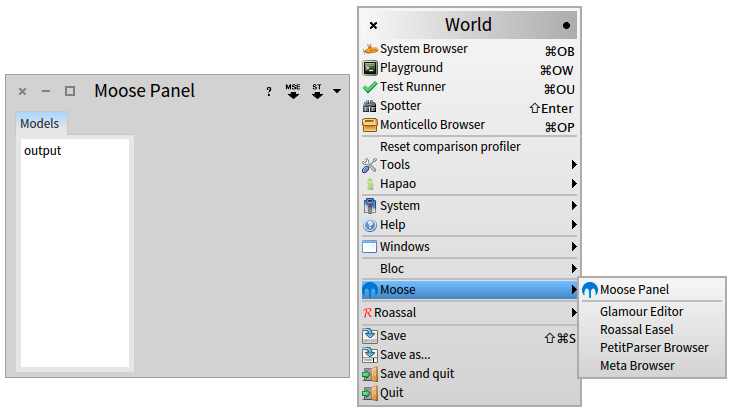 Moose Panel
?
MSE
ST
Models
output
World
System Browser ⌘OB
Playground ⌘OW
Test Runner ⌘OU
Spotter ⇧Enter
Monticello Browser ⌘OP
Reset comparison profiler
Tools
Hapao
System
Help
Windows
Bloc
Moose
Roassal
Save ⇧⌘S
Save as...
Save and quit
Quit
Moose Panel
Glamour Editor
Roassal Easel
PetitParser Browser
Meta Browser